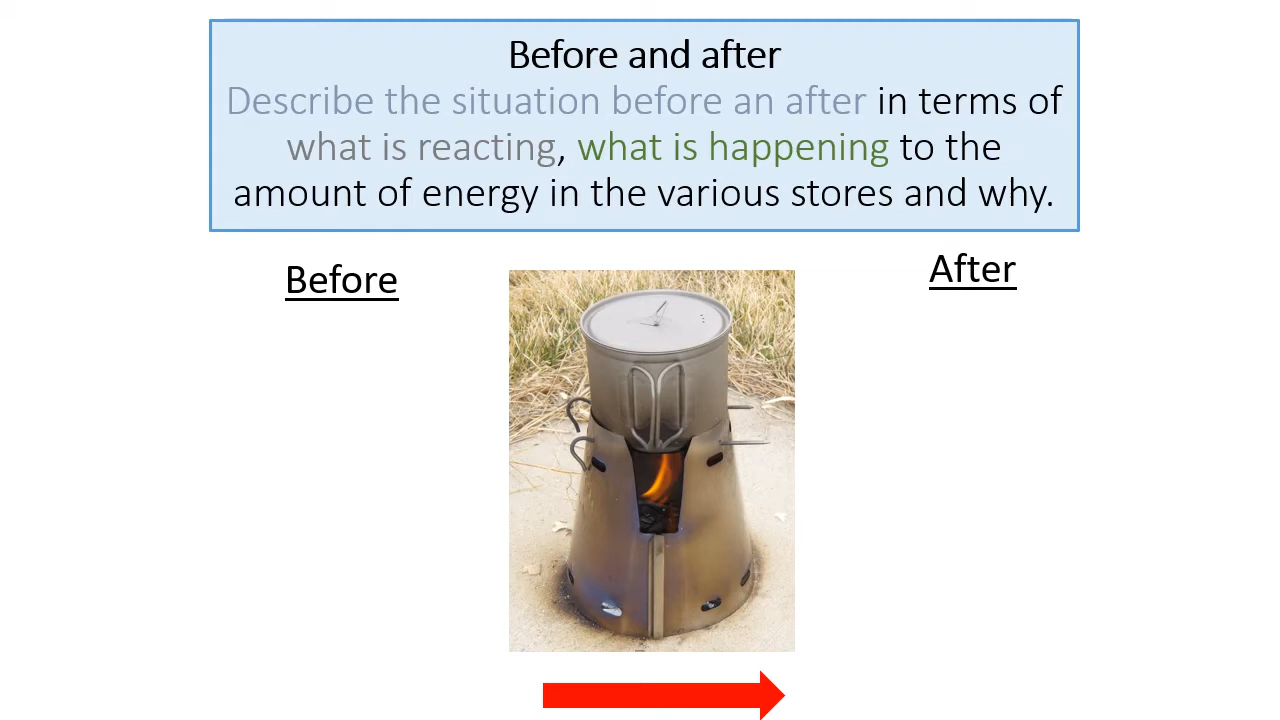 Before and after
Describe the situation before an after in terms of
what is reacting, what is happening to the
amount of energy in the various stores and why.
Before
After